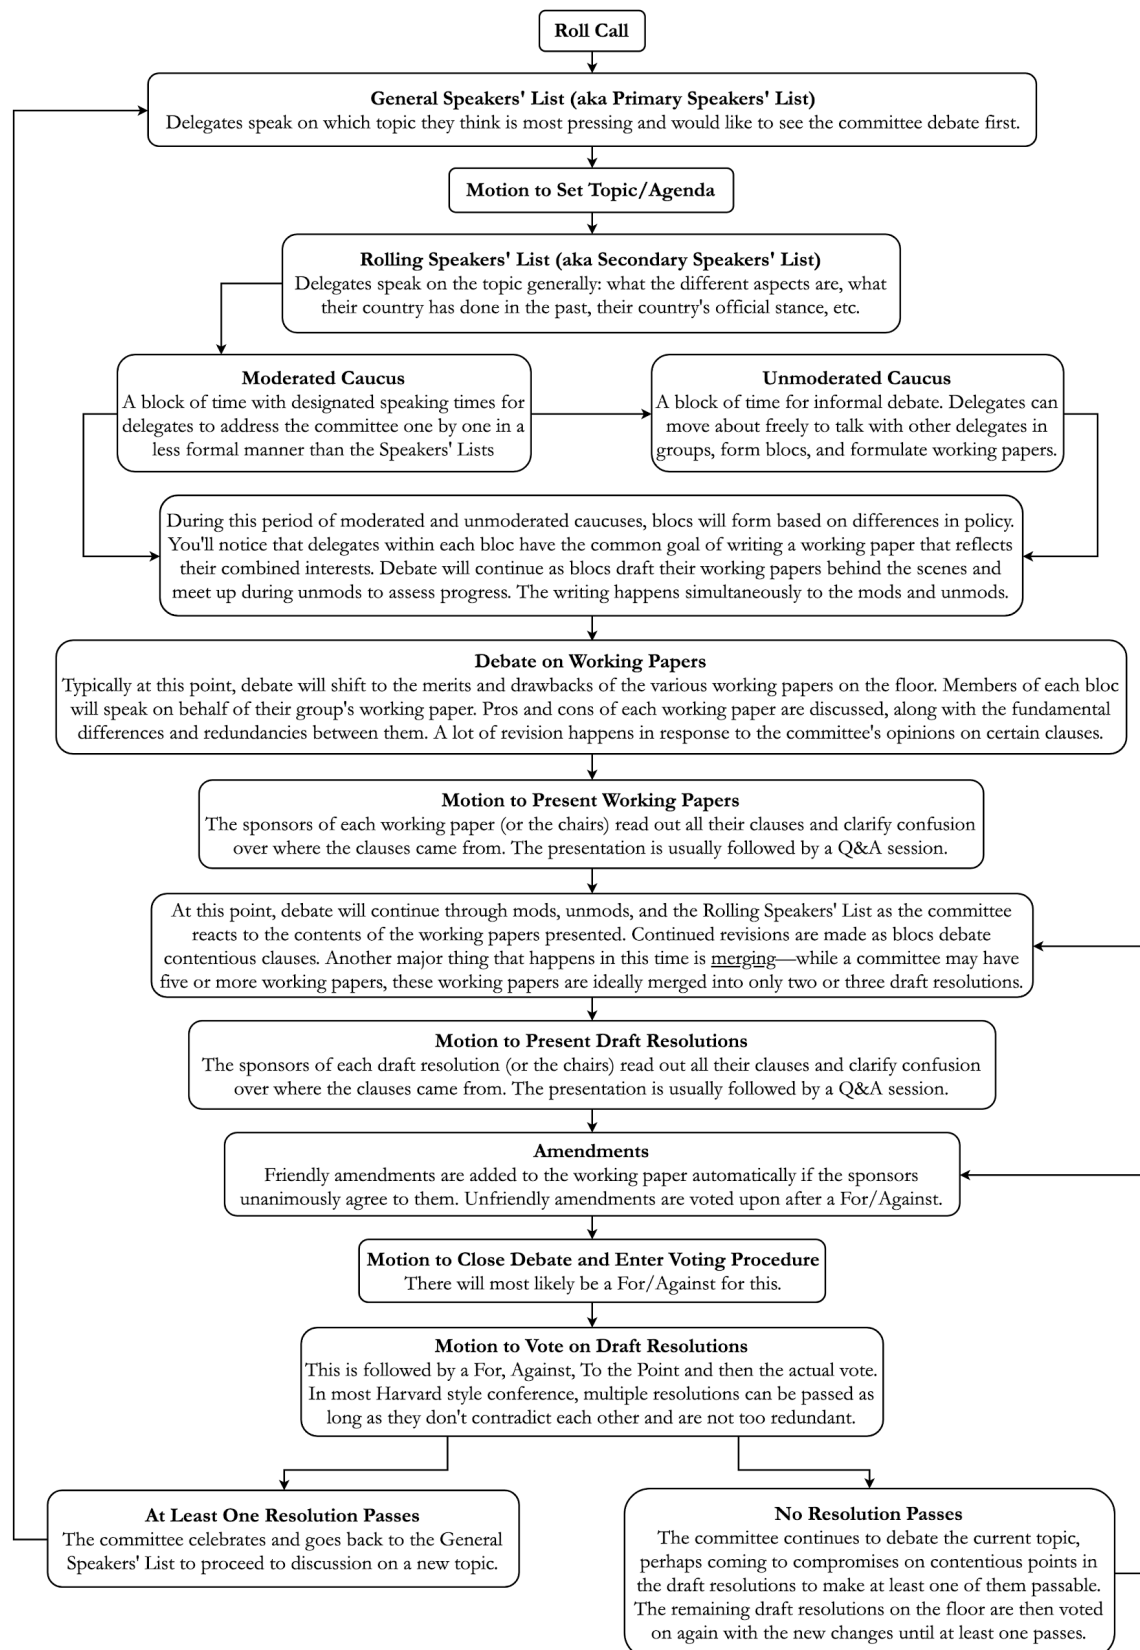 Roll Call
General Speakers' List (aka Primary Speakers' List)
Delegates speak on which topic they think is most pressing and would like to see the committee debate first.
Motion to Set Topic/Agenda
Rolling Speakers' List (aka Secondary Speakers' List)
Delegates speak on the topic generally: what the different aspects are, what
their country has done in the past, their country's official stance, etc.
Moderated Caucus
A block of time with designated speaking times for
delegates to address the committee one by one in a
less formal manner than the Speakers' Lists
Unmoderated Caucus
A block of time for informal debate. Delegates can
move about freely to talk with other delegates in
groups, form blocs, and formulate working papers.
During this period of moderated and unmoderated caucuses, blocs will form based on differences in policy.
You'll notice that delegates within each bloc have the common goal of writing a working paper that reflects
their combined interests. Debate will continue as blocs draft their working papers behind the scenes and
meet up during unmods to assess progress. The writing happens simultaneously to the mods and unmods.
Debate on Working Papers
Typically at this point, debate will shift to the merits and drawbacks of the various working papers on the floor. Members of each bloc
will speak on behalf of their group's working paper. Pros and cons of each working paper are discussed, along with the fundamental
differences and redundancies between them. A lot of revision happens in response to the committee's opinions on certain clauses.
Motion to Present Working Papers
The sponsors of each working paper (or the chairs) read out all their clauses and clarify confusion
over where the clauses came from. The presentation is usually followed by a Q&A session.
At this point, debate will continue through mods, unmods, and the Rolling Speakers' List as the committee
reacts to the contents of the working papers presented. Continued revisions are made as blocs debate
contentious clauses. Another major thing that happens in this time is merging—while a committee may have
five or more working papers, these working papers are ideally merged into only two or three draft resolutions.
Motion to Present Draft Resolutions
The sponsors of each draft resolution (or the chairs) read out all their clauses and clarify confusion
over where the clauses came from. The presentation is usually followed by a Q&A session.
Amendments
Friendly amendments are added to the working paper automatically if the sponsors
unanimously agree to them. Unfriendly amendments are voted upon after a For/Against.
Motion to Close Debate and Enter Voting Procedure
There will most likely be a For/Against for this.
Motion to Vote on Draft Resolutions
This is followed by a For, Against, To the Point and then the actual vote.
In most Harvard style conference, multiple resolutions can be passed as
long as they don't contradict each other and are not too redundant.
At Least One Resolution Passes
The committee celebrates and goes back to the General
Speakers' List to proceed to discussion on a new topic.
No Resolution Passes
The committee continues to debate the current topic,
perhaps coming to compromises on contentious points in
the draft resolutions to make at least one of them passable.
The remaining draft resolutions on the floor are then voted
on again with the new changes until at least one passes.